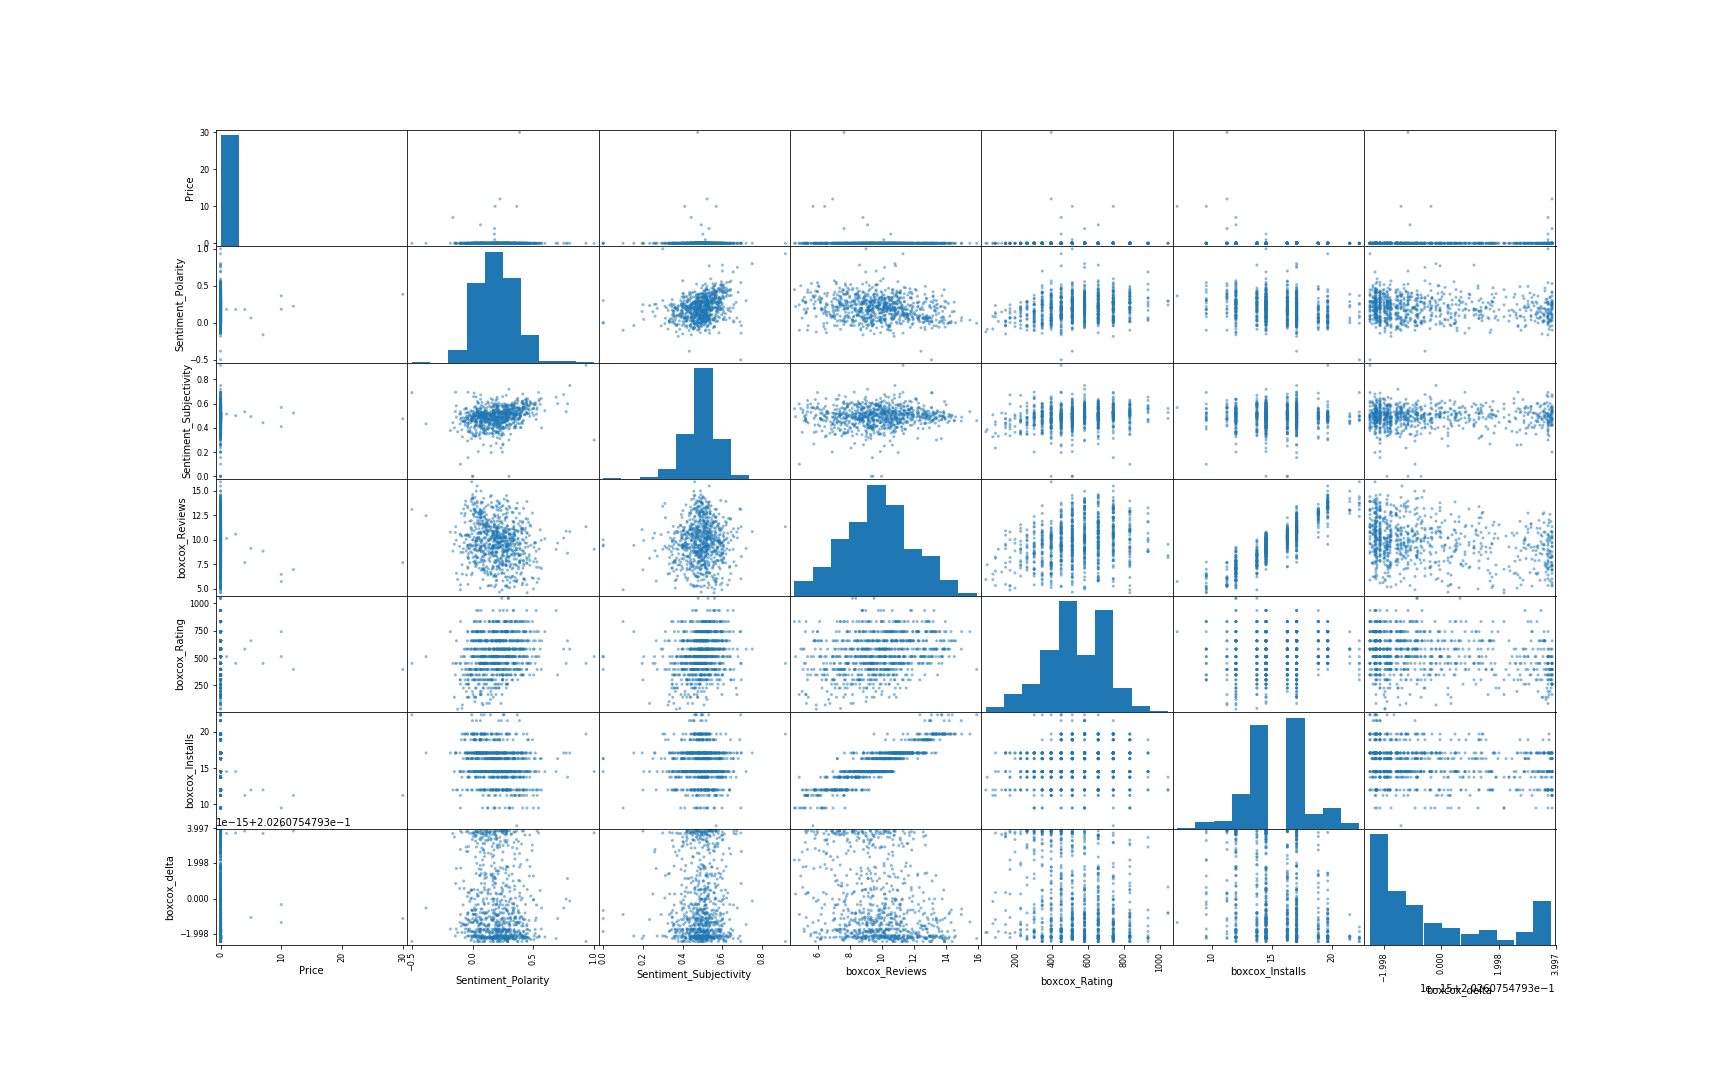 30
20
10
0
Price
1.0
0.5
0.0
−0.5
Sentiment_Polarity
0.8
0.6
0.4
0.2
0.0
Sentiment_Subjectivity
15.0
12.5
10.0
7.5
5.0
boxcox_Reviews
1000
750
500
250
boxcox_Rating
20
15
10
boxcox_Installs
1e−15+2.0260754793e−1
3.997
1.998
0.000
−1.998
boxcox_delta
0 10 20 30
Price
−0.5 0.0 0.5 1.0
Sentiment_Polarity
0.0 0.2 0.4 0.6 0.8
Sentiment_Subjectivity
6 8 10 12 14 16
boxcox_Reviews
200 400 600 800 1000
boxcox_Rating
10 15 20
boxcox_Installs
−1.998 0.000 1.998 3.997
1e−15+2.0260754793e−1
boxcox_delta